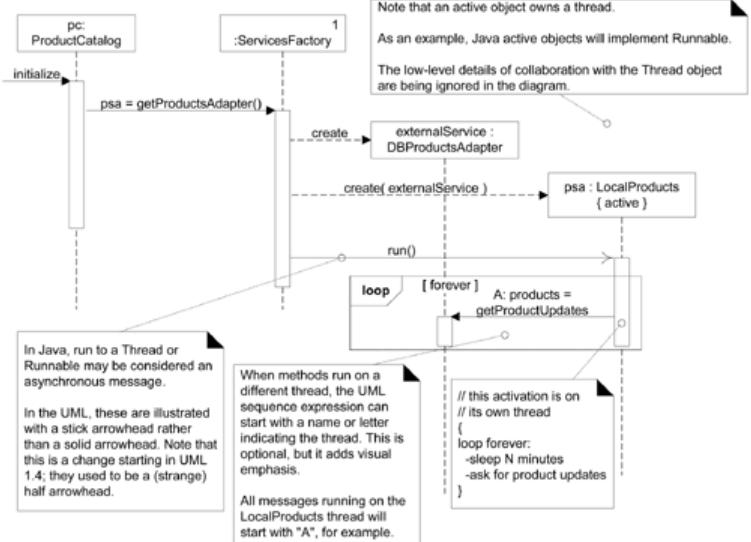 Note that an active object owns a thread.
As an example, Java active objects will implement Runnable.
The low-level details of collaboration with the Thread object
are being ignored in the diagram.
pc:
ProductCatalog
1
:ServicesFactory
initialize
psa = getProductsAdapter()
create
externalService :
DBProductsAdapter
create( externalService )
psa : LocalProducts
{ active }
run()
loop
[ forever ]
A: products =
getProductUpdates
In Java, run to a Thread or
Runnable may be considered an
asynchronous message.
In the UML, these are illustrated
with a stick arrowhead rather
than a solid arrowhead. Note that
this is a change starting in UML
1.4; they used to be a (strange)
half arrowhead.
When methods run on a
different thread, the UML
sequence expression can
start with a name or letter
indicating the thread. This is
optional, but it adds visual
emphasis.
All messages running on the
LocalProducts thread will
start with "A", for example.
// this activation is on
// its own thread
{
loop forever:
-sleep N minutes
-ask for product updates
}